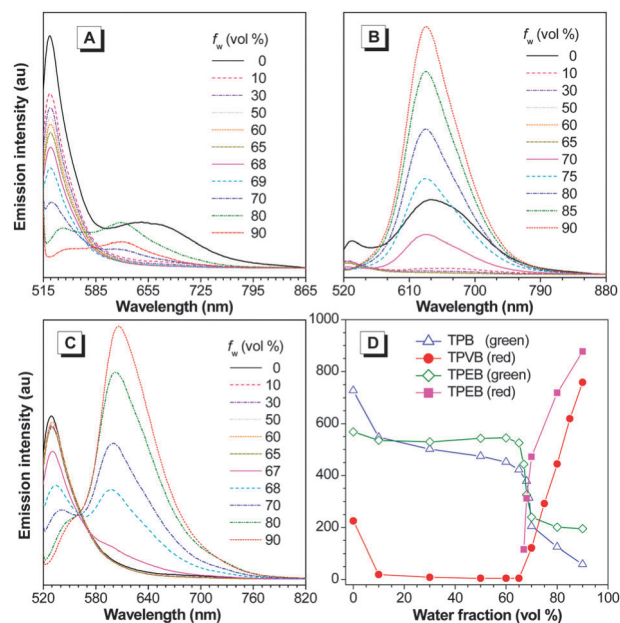 A
f_w (vol %)
0
10
30
50
60
65
68
69
70
80
90
Emission intensity (au)
515 585 655 725 795 865
Wavelength (nm)
B
f_w (vol %)
0
10
30
50
60
65
70
75
80
85
90
520 610 700 790 880
Wavelength (nm)
C
f_w (vol %)
0
10
30
50
60
65
67
68
70
80
90
Emission intensity (au)
520 580 640 700 760 820
Wavelength (nm)
D
TPB (green)
TPVB (red)
TPEB (green)
TPEB (red)
1000
800
600
400
200
0
0 20 40 60 80 100
Water fraction (vol %)